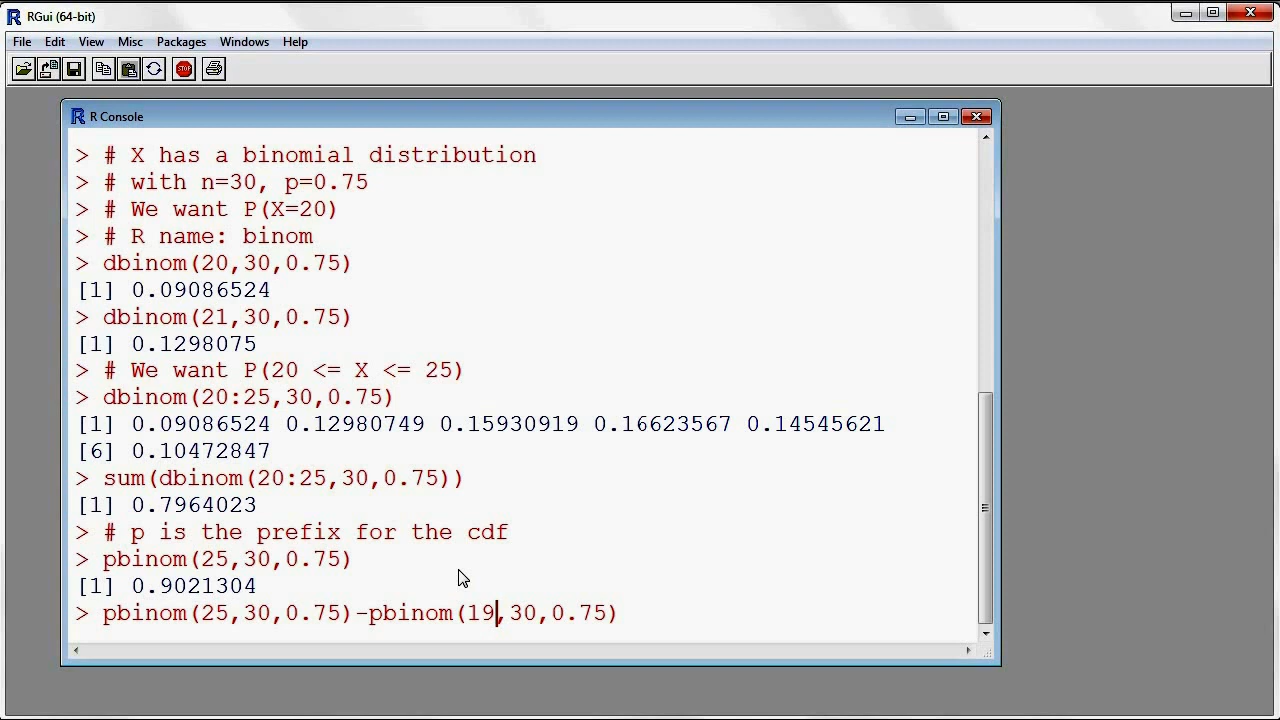 RGui (64-bit)
File Edit View Misc Packages Windows Help
STOP
R Console
> # X has a binomial distribution
> # with n=30, p=0.75
> # We want P(X=20)
> # R name: binom
> dbinom(20,30,0.75)
[1] 0.09086524
> dbinom(21,30,0.75)
[1] 0.1298075
> # We want P(20 <= X <= 25)
> dbinom(20:25,30,0.75)
[1] 0.09086524 0.12980749 0.15930919 0.16623567 0.14545621
[6] 0.10472847
> sum(dbinom(20:25,30,0.75))
[1] 0.7964023
> # p is the prefix for the cdf
> pbinom(25,30,0.75)
[1] 0.9021304
> pbinom(25,30,0.75)-pbinom(19,30,0.75)